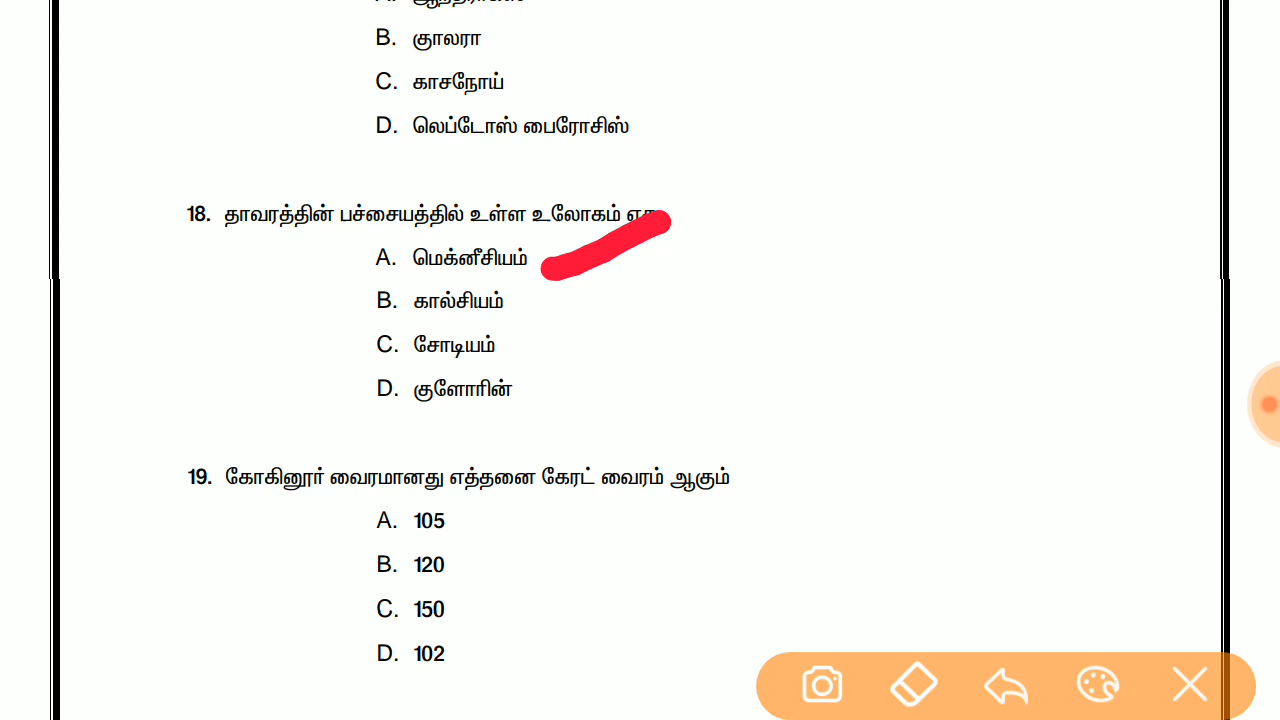 B. குாலரா
C. காசநோய்
D. லெப்டோஸ் பைரோசிஸ்
18. தாவரத்தின் பச்சையத்தில் உள்ள உலோகம்
A. மெக்னீசியம்
B. கால்சியம்
C. சோடியம்
D. குளோரின்
19. கோகினூர் வைரமானது எத்தனை கேரட் வைரம் ஆகும்
A. 105
B. 120
C. 150
D. 102